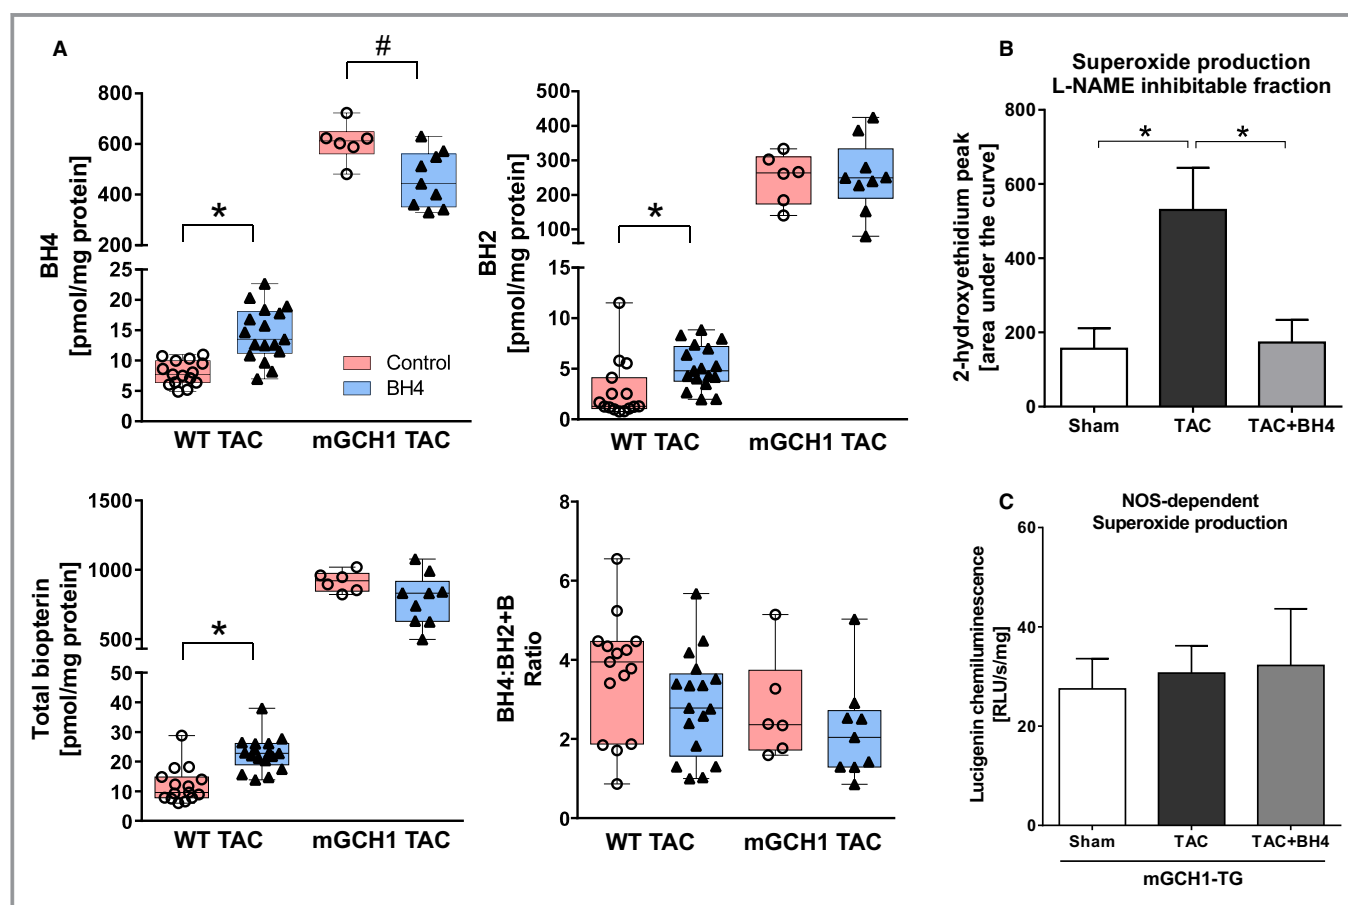 A
#
800
600
400
200
25
20
15
10
5
0
*
BH4
[pmol/mg protein]
Control
BH4
WT TAC
mGCH1 TAC
500
400
300
200
100
15
10
5
0
*
BH2
[pmol/mg protein]
WT TAC
mGCH1 TAC
B
Superoxide production
L-NAME inhibitable fraction
800
600
400
200
0
*
*
2-hydroxyethidium peak
[area under the curve]
Sham
TAC
TAC+BH4
1500
1000
500
50
40
30
20
10
0
*
Total biopterin
[pmol/mg protein]
WT TAC
mGCH1 TAC
8
6
4
2
0
BH4:BH2+B
Ratio
WT TAC
mGCH1 TAC
C
NOS-dependent
Superoxide production
60
40
20
0
Lucigenin chemiluminescence
[RLU/s/mg]
Sham
TAC
TAC+BH4
mGCH1-TG